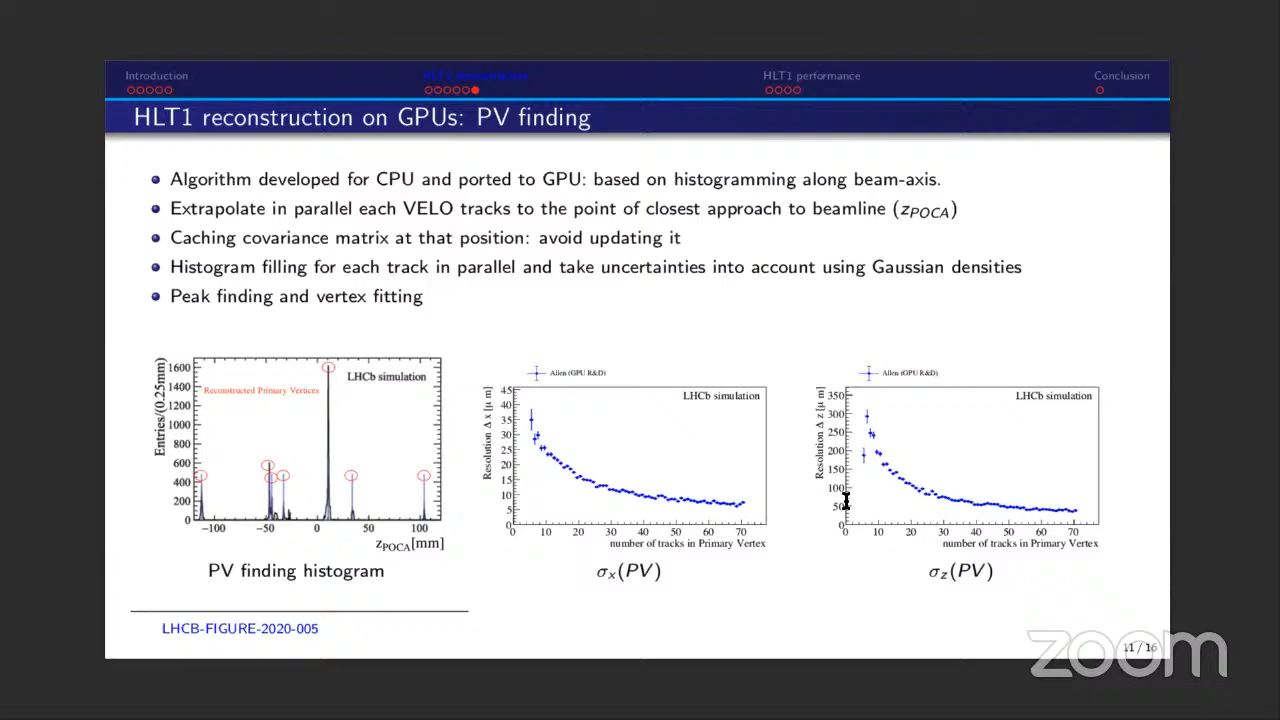 Introduction
HLT1 performance
Conclusion
HLT1 reconstruction on GPUs: PV finding
Algorithm developed for CPU and ported to GPU: based on histogramming along beam-axis.
Extrapolate in parallel each VELO tracks to the point of closest approach to beamline (zPOCA)
Caching covariance matrix at that position: avoid updating it
Histogram filling for each track in parallel and take uncertainties into account using Gaussian densities
Peak finding and vertex fitting
Entries/(0.25mm)
1600
1400
1200
1000
800
600
400
200
0
LHCb simulation
Reconstructed Primary Vertices
−100 −50 0 50 100
zPOCA[mm]
PV finding histogram
Allen (GPU R&D)
LHCb simulation
Resolution Δ x [μ m]
45
40
35
30
25
20
15
10
5
0
0 10 20 30 40 50 60 70
number of tracks in Primary Vertex
σx(PV)
Allen (GPU R&D)
LHCb simulation
Resolution Δ z [μ m]
350
300
250
200
150
100
50
0
0 10 20 30 40 50 60 70
number of tracks in Primary Vertex
σz(PV)
LHCB-FIGURE-2020-005
11 / 16
zoom